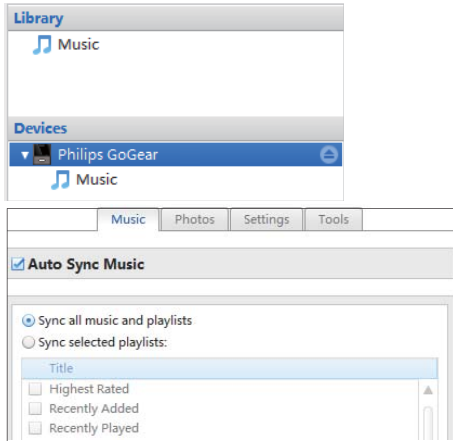 Library
Music
Devices
Philips GoGear
Music
Music Photos Settings Tools
Auto Sync Music
Sync all music and playlists
Sync selected playlists:
Title
Highest Rated
Recently Added
Recently Played